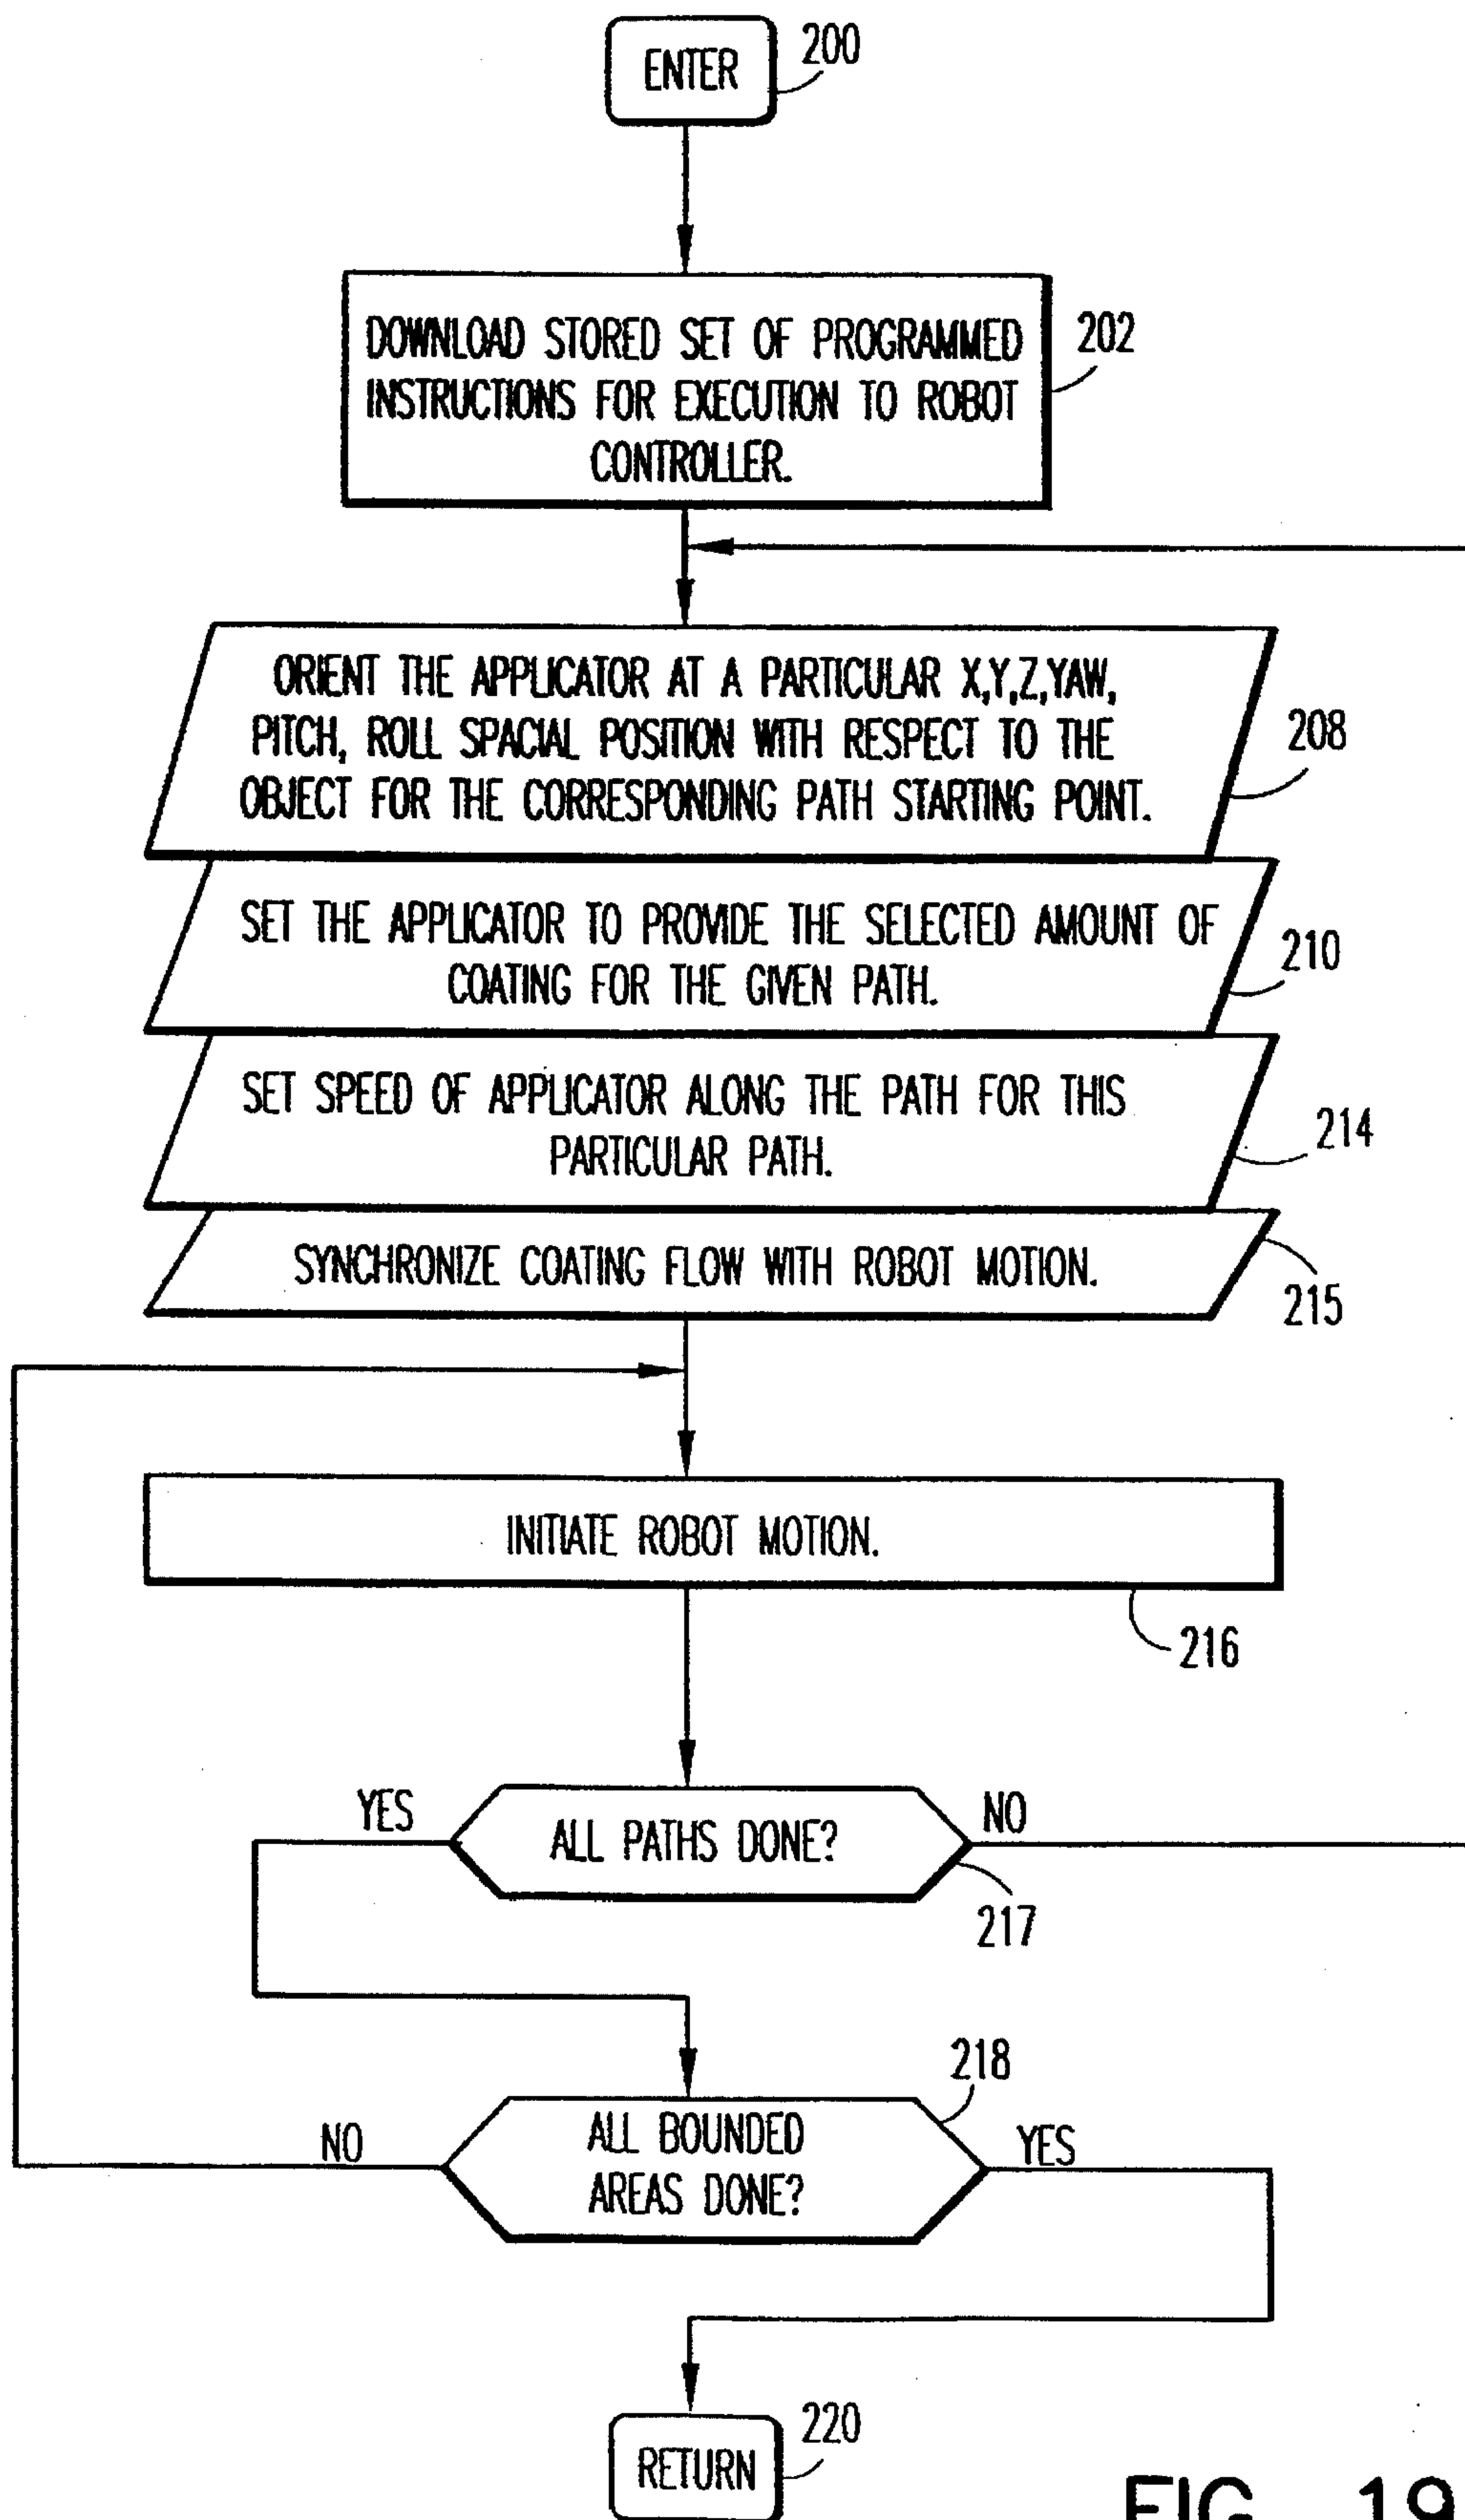 ENTER
200
DOWNLOAD STORED SET OF PROGRAMMED
INSTRUCTIONS FOR EXECUTION TO ROBOT
CONTROLLER.
202
ORIENT THE APPLICATOR AT A PARTICULAR X,Y,Z,YAW,
PITCH, ROLL SPACIAL POSITION WITH RESPECT TO THE
OBJECT FOR THE CORRESPONDING PATH STARTING POINT.
208
SET THE APPLICATOR TO PROVIDE THE SELECTED AMOUNT OF
COATING FOR THE GIVEN PATH.
210
SET SPEED OF APPLICATOR ALONG THE PATH FOR THIS
PARTICULAR PATH.
214
SYNCHRONIZE COATING FLOW WITH ROBOT MOTION.
215
INITIATE ROBOT MOTION.
216
YES
ALL PATHS DONE?
NO
217
218
NO
ALL BOUNDED
AREAS DONE?
YES
RETURN
220
FIG. 19